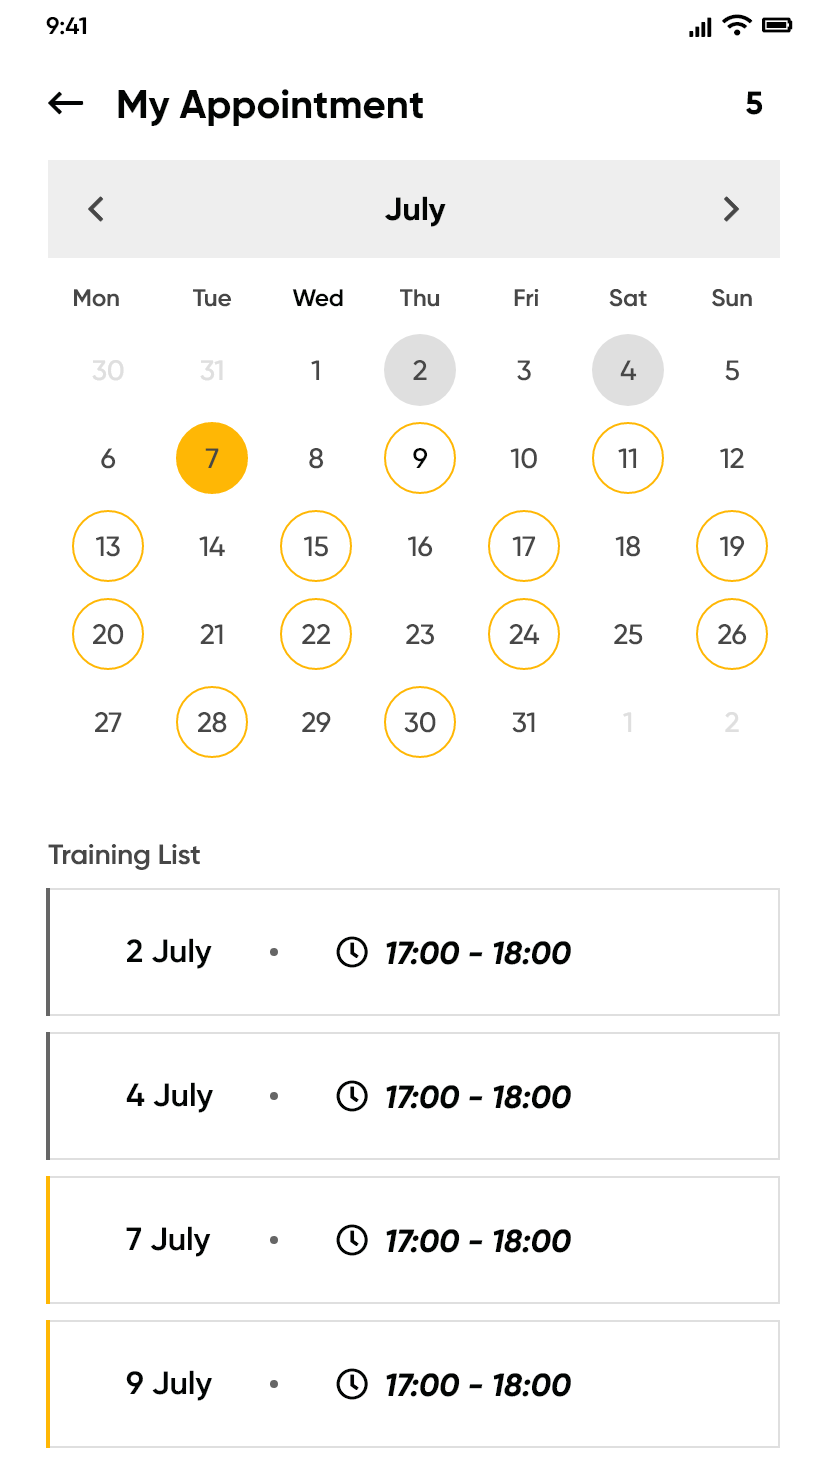 9:41
My Appointment 5
July
Mon Tue Wed Thu Fri Sat Sun
30 31 1 2 3 4 5
6 7 8 9 10 11 12
13 14 15 16 17 18 19
20 21 22 23 24 25 26
27 28 29 30 31 1 2
Training List
2 July • 17:00 - 18:00
4 July • 17:00 - 18:00
7 July • 17:00 - 18:00
9 July • 17:00 - 18:00